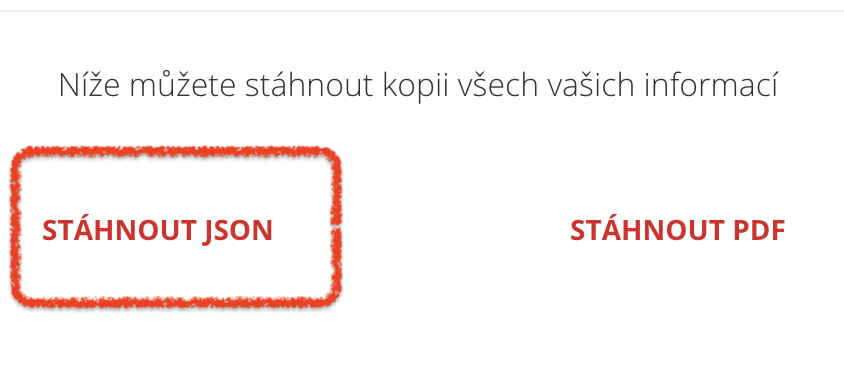 Níže můžete stáhnout kopii všech vašich informací
STÁHNOUT JSON
STÁHNOUT PDF